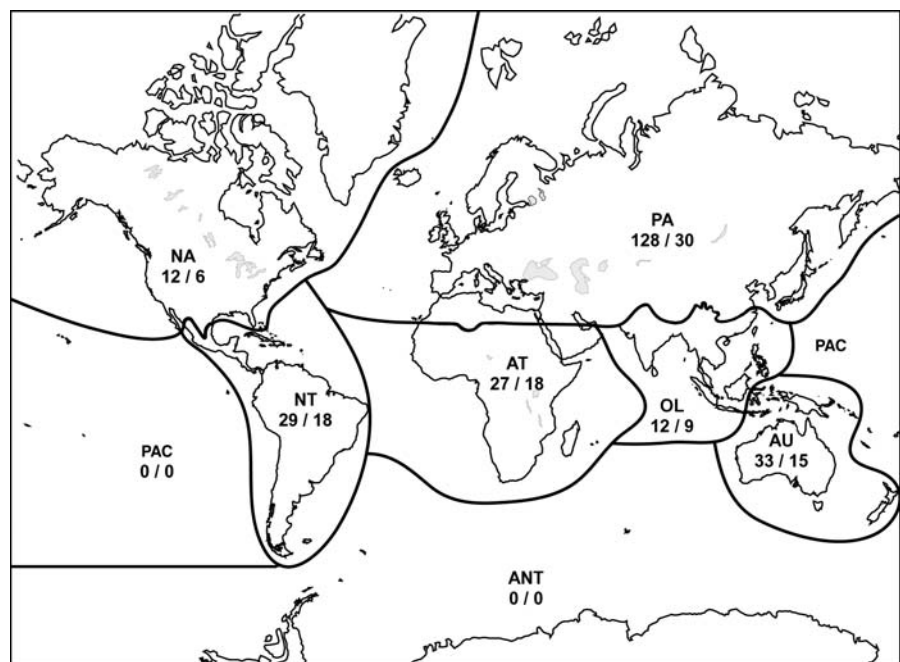 PA
128 / 30
NA
12 / 6
PAC
AT
27 / 18
NT
29 / 18
OL
12 / 9
AU
33 / 15
PAC
0 / 0
ANT
0 / 0